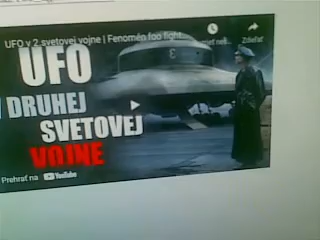 UFO v 2 svetovej vojne | Fenomén foo fight
Zdieľať
UFO
DRUHEJ
SVETOVEJ
VOJNE
Prehrať na YouTube